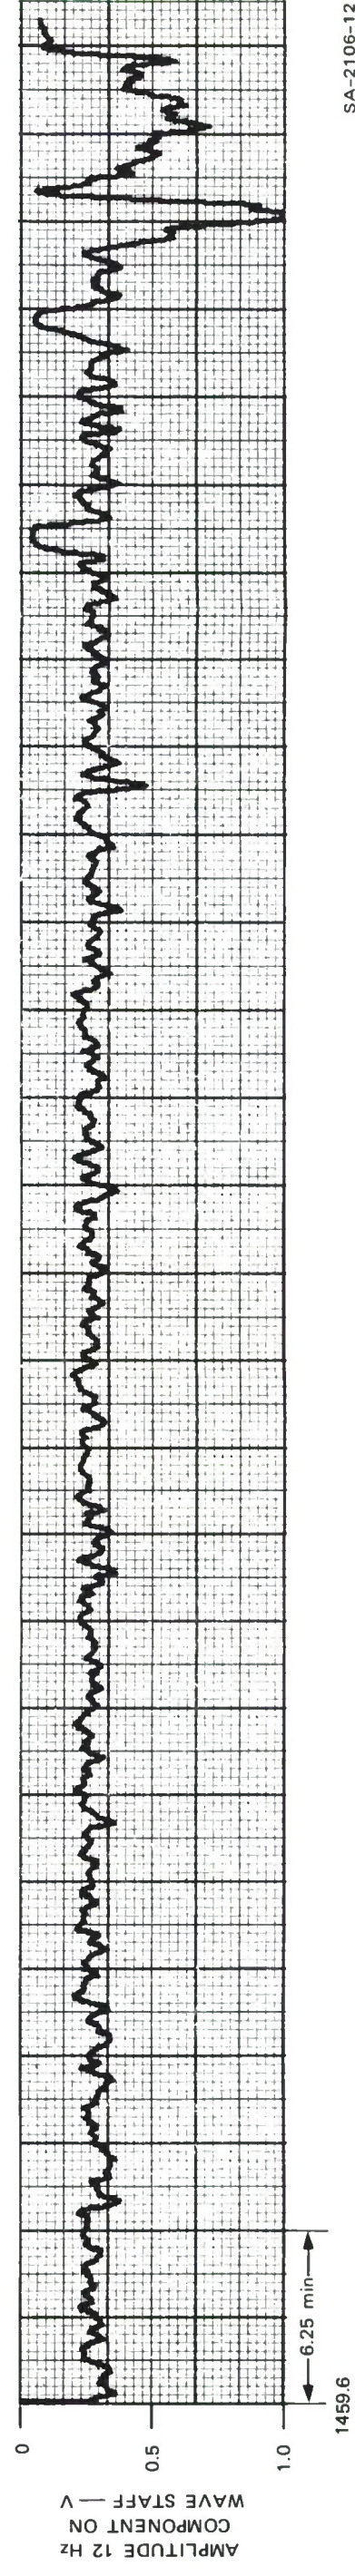 AMPLITUDE 12 Hz
COMPONENT ON
WAVE STAFF — V
0
0.5
1.0
1459.6
6.25 min
SA-2106-12